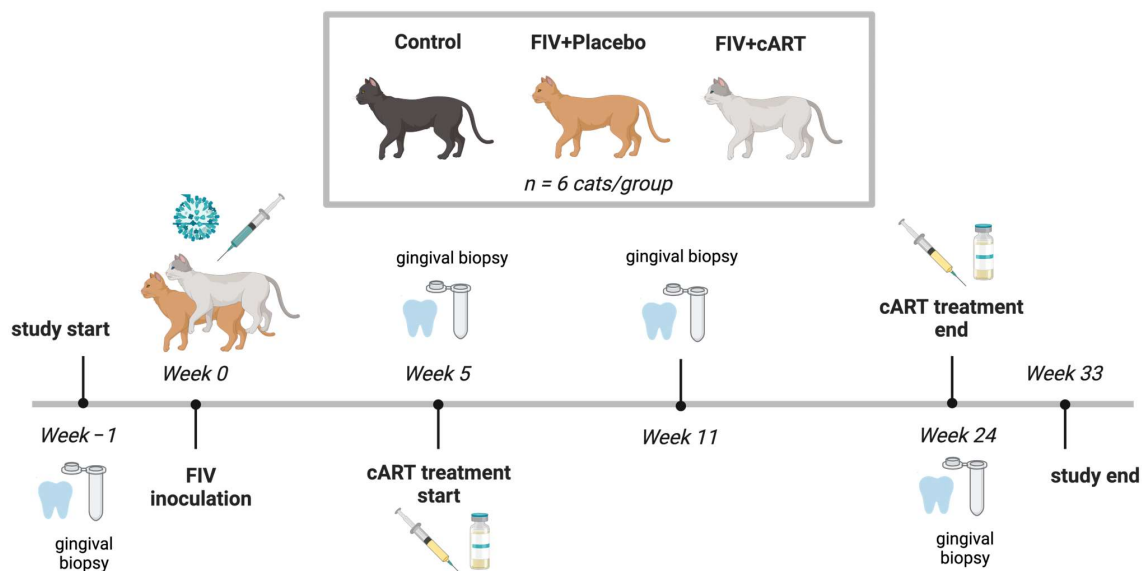 Control
FIV+Placebo
FIV+cART
n = 6 cats/group
study start
Week −1
gingival
biopsy
Week 0
FIV
inoculation
gingival biopsy
Week 5
cART treatment
start
gingival biopsy
Week 11
cART treatment
end
Week 24
gingival
biopsy
Week 33
study end